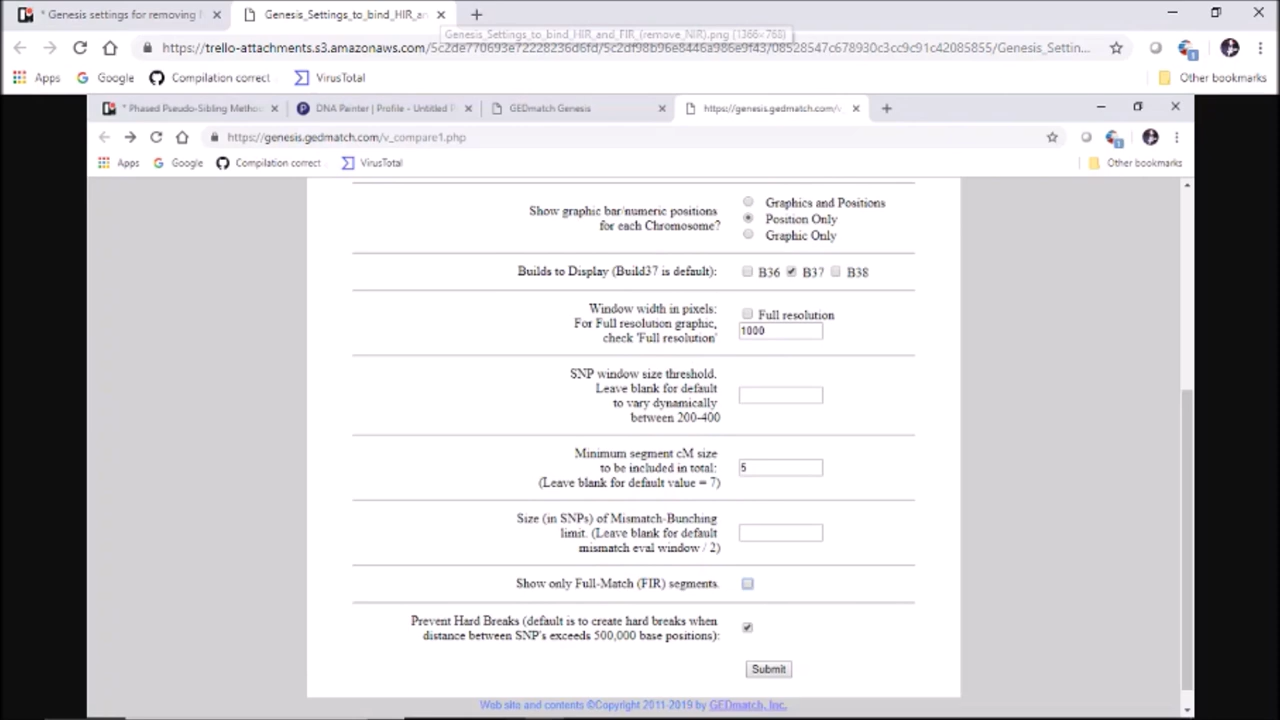 * Genesis settings for removing
Genesis_Settings_to_bind_HIR_an
Genesis_Settings_to_bind_HIR_and_FIR_(remove_NIR).png (1366×768)
https://trello-attachments.s3.amazonaws.com/5c2de770693e72228236d6fd/5c2df98b96e8446a986e9f43/08528547c678930c3cc9c91c42085855/Genesis_Settin...
Apps Google Compilation correct VirusTotal Other bookmarks
* Phased Pseudo-Sibling Metho DNA Painter | Profile - Untitled P GEDmatch Genesis https://genesis.gedmatch.com/v_
https://genesis.gedmatch.com/v_compare1.php
Apps Google Compilation correct VirusTotal Other bookmarks
Show graphic bar/numeric positions
for each Chromosome?
Graphics and Positions
Position Only
Graphic Only
Builds to Display (Build37 is default): B36 B37 B38
Window width in pixels:
For Full resolution graphic,
check 'Full resolution'
Full resolution
1000
SNP window size threshold.
Leave blank for default
to vary dynamically
between 200-400
Minimum segment cM size
to be included in total:
(Leave blank for default value = 7)
5
Size (in SNPs) of Mismatch-Bunching
limit. (Leave blank for default
mismatch eval window / 2)
Show only Full-Match (FIR) segments.
Prevent Hard Breaks (default is to create hard breaks when
distance between SNP's exceeds 500,000 base positions):
Submit
Web site and contents ©Copyright 2011-2019 by GEDmatch, Inc.